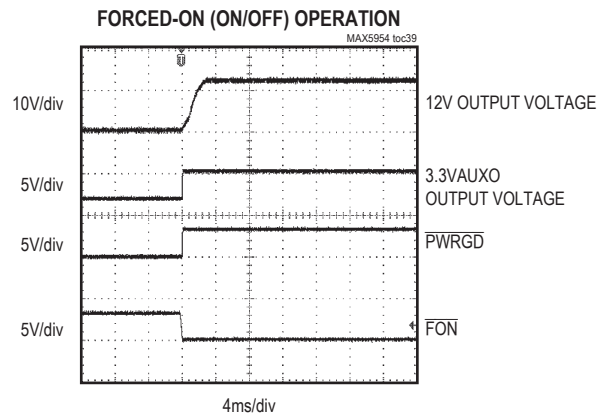 FORCED-ON (ON/OFF) OPERATION
MAX5954 toc39
10V/div
12V OUTPUT VOLTAGE
5V/div
3.3VAUXO
OUTPUT VOLTAGE
5V/div
PWRGD
5V/div
FON
4ms/div